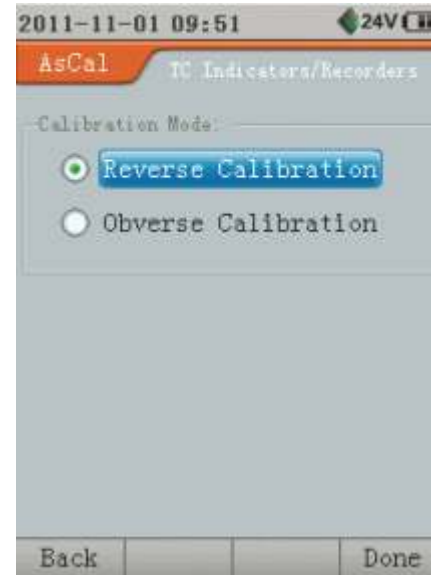 2011-11-01 09:51 24V
AsCal TC Indicators/Recorders
Calibration Mode:
Reverse Calibration
Obverse Calibration
Back Done